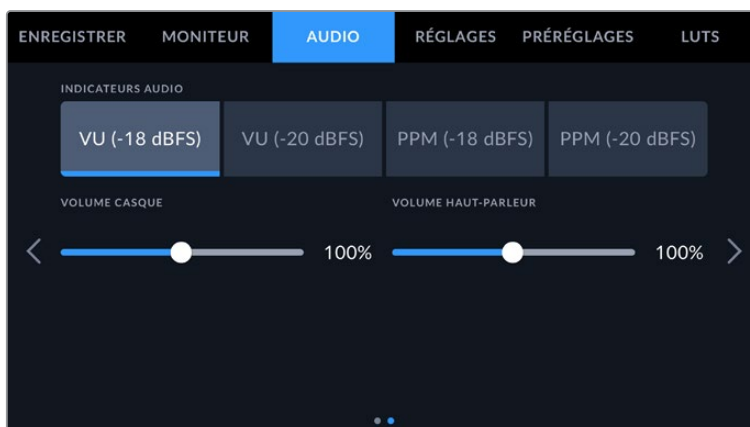 ENREGISTRER MONITEUR AUDIO RÉGLAGES PRÉRÉGLAGES LUTS
INDICATEURS AUDIO
VU (-18 dBFS) VU (-20 dBFS) PPM (-18 dBFS) PPM (-20 dBFS)
VOLUME CASQUE VOLUME HAUT-PARLEUR
100% 100%